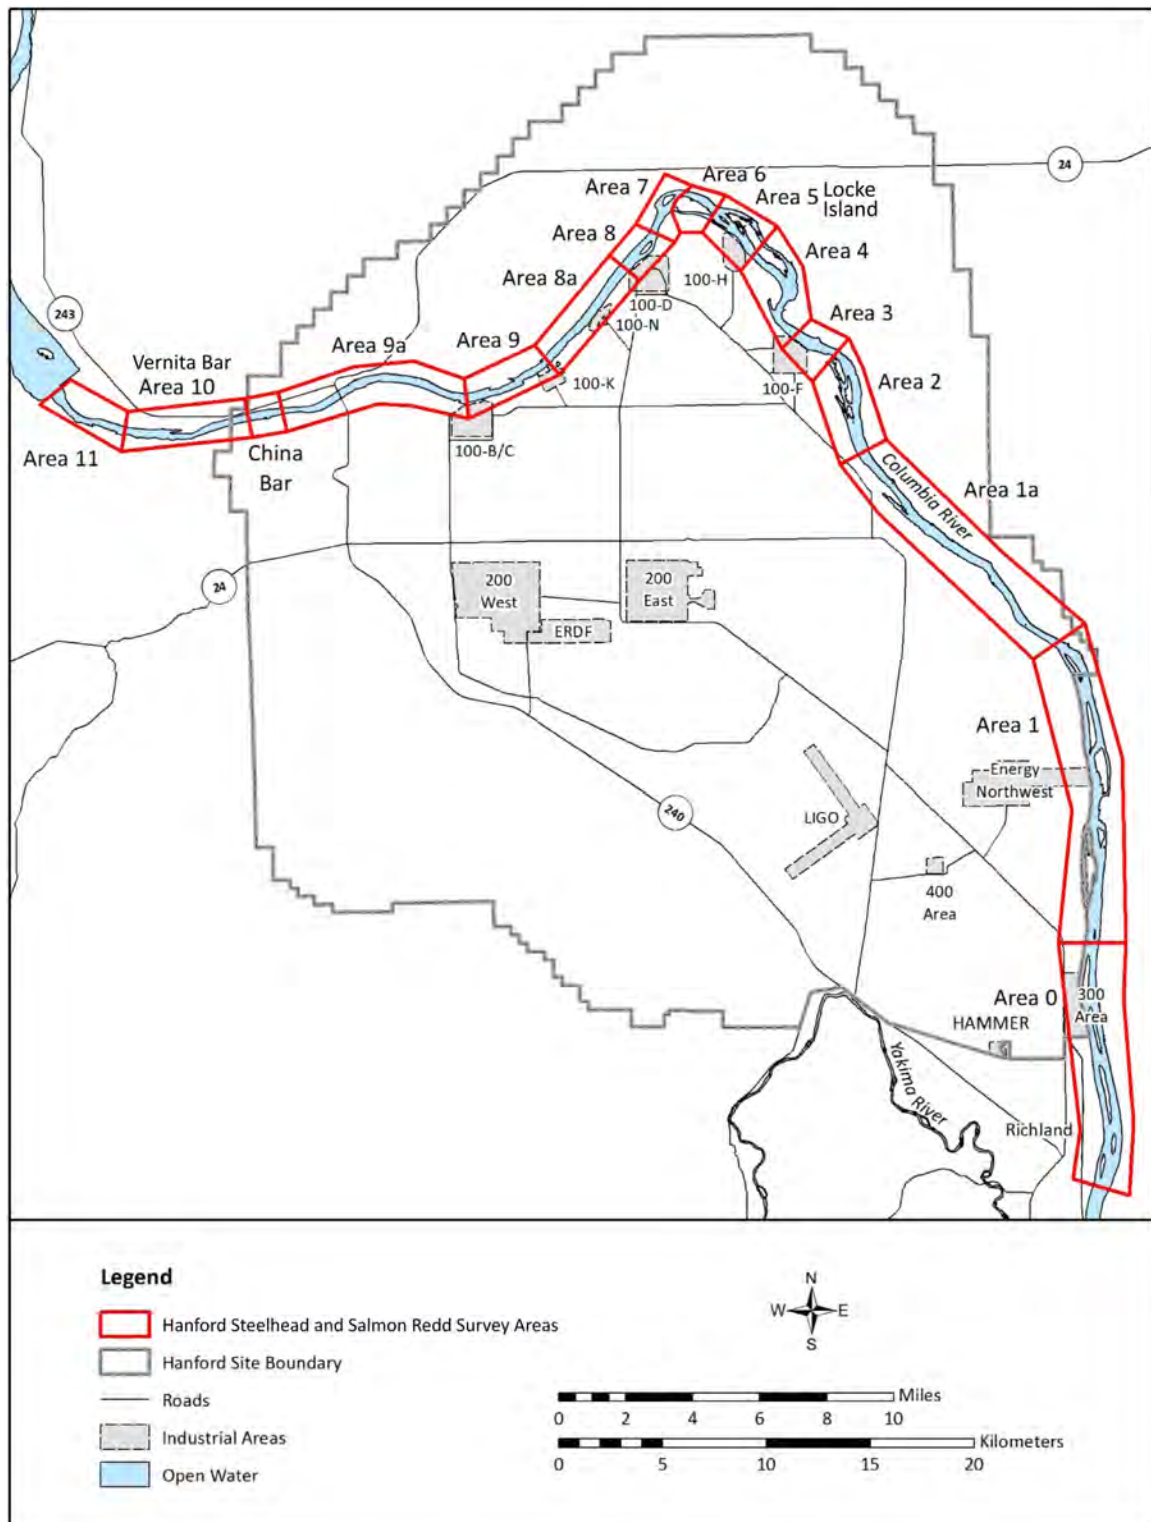 24
Area 6
Area 7
Area 5
Locke
Island
Area 8
Area 4
Area 8a
100-H
100-D
243
100-N
Area 3
Vernita Bar
Area 10
Area 9a
Area 9
100-K
100-F
Area 2
Area 11
China
Bar
100-B/C
Columbia River
Area 1a
24
200
West
200
East
ERDF
Area 1
Energy
Northwest
240
LIGO
400
Area
Area 0
300
Area
HAMMER
Yakima River
Richland
Legend
Hanford Steelhead and Salmon Redd Survey Areas
Hanford Site Boundary
Roads
Industrial Areas
Open Water
N
W E
S
Miles
0 2 4 6 8 10
Kilometers
0 5 10 15 20